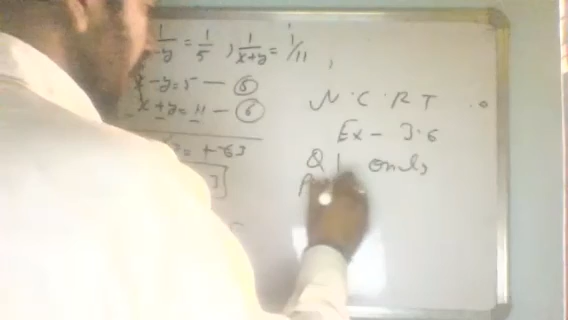 1/x-y = 1/5 , 1/x+y = 1/11 ,
x-y=5 — ⑤
x+y=11 — ⑥
N.C.R.T
Ex - 3.6
Q1 only